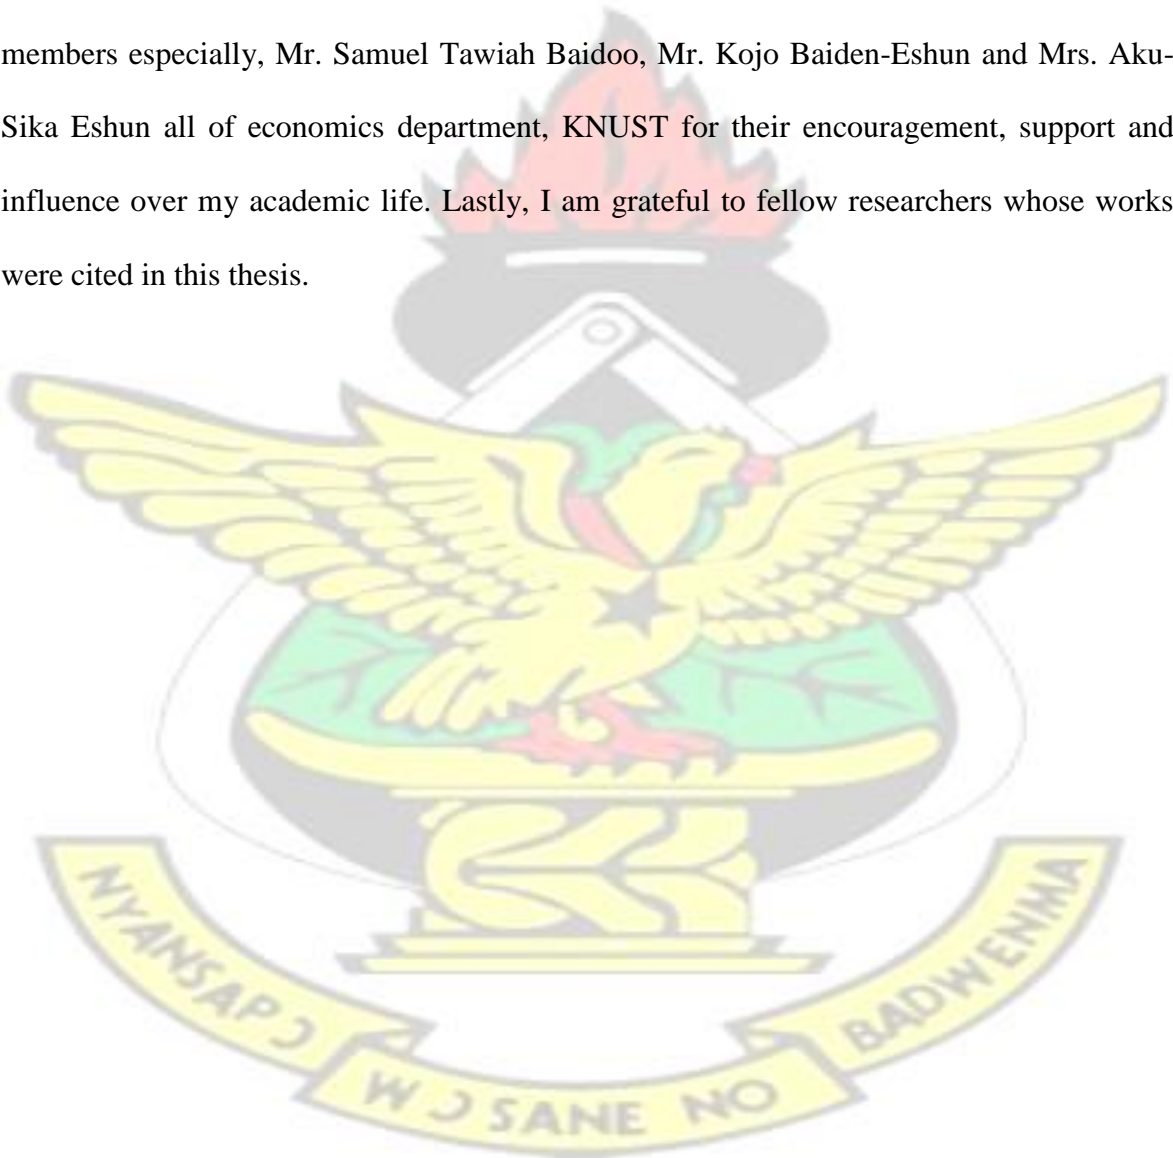 members especially, Mr. Samuel Tawiah Baidoo, Mr. Kojo Baiden-Eshun and Mrs. Aku-
Sika Eshun all of economics department, KNUST for their encouragement, support and
influence over my academic life. Lastly, I am grateful to fellow researchers whose works
were cited in this thesis.
NYANSAPƆ
WƆSANE NO
BADWENMA